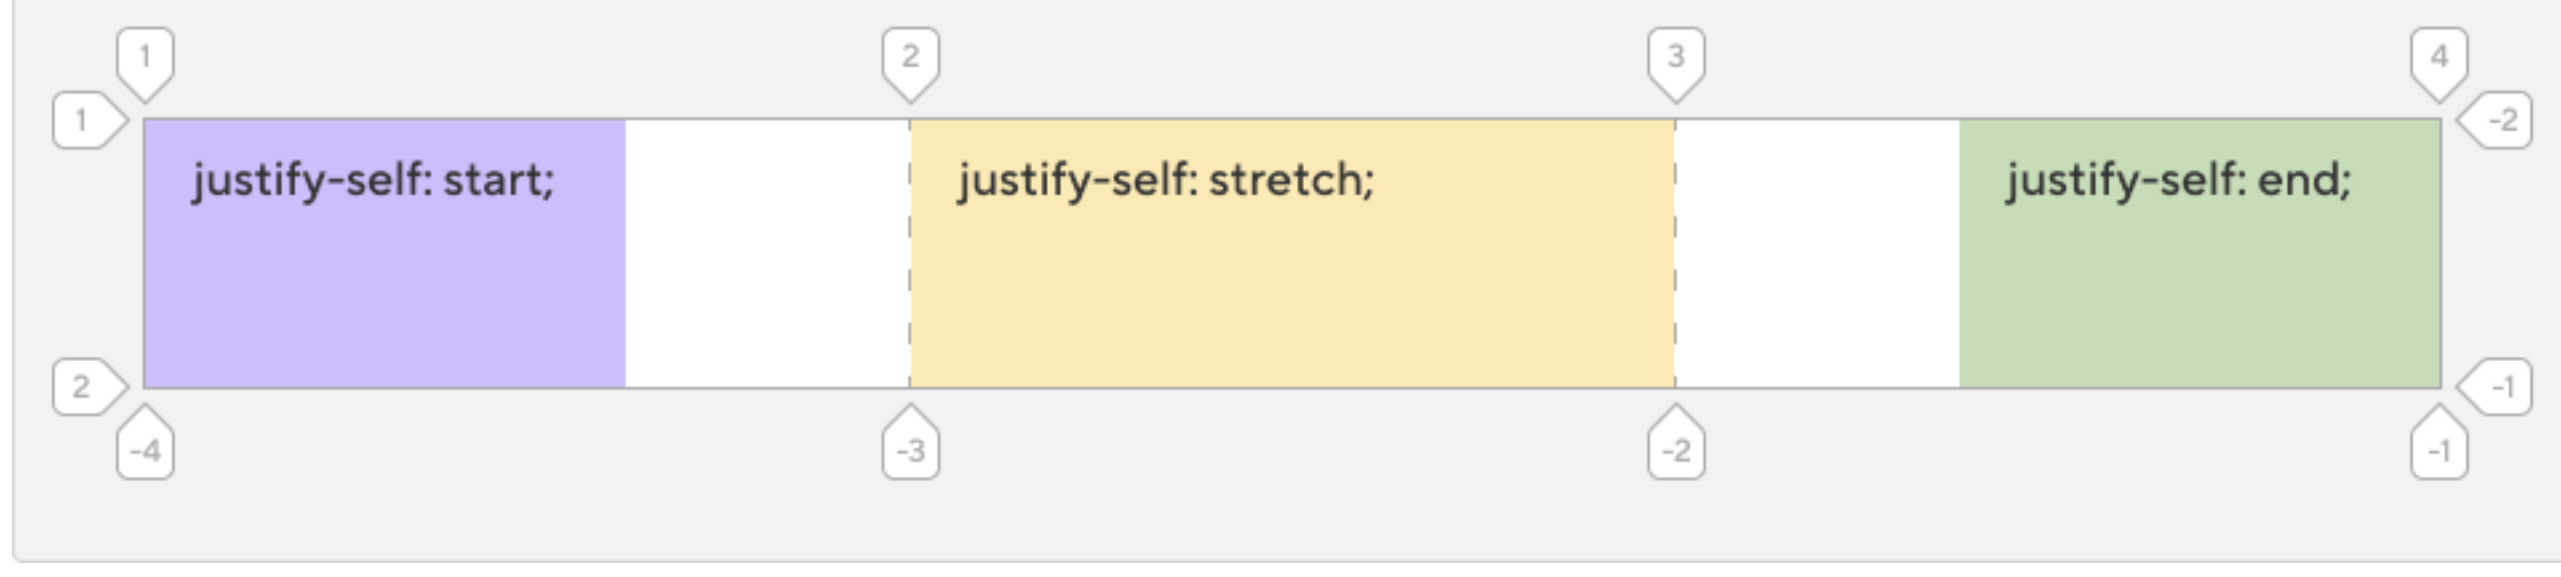 1 2 3 4
1 -2
justify-self: start; justify-self: stretch; justify-self: end;
2 -1
-4 -3 -2 -1